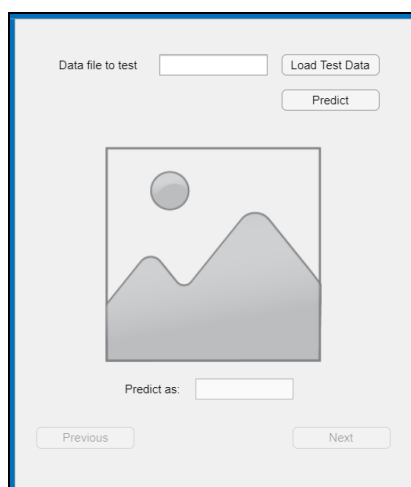 Data file to test
Load Test Data
Predict
Predict as:
Previous
Next